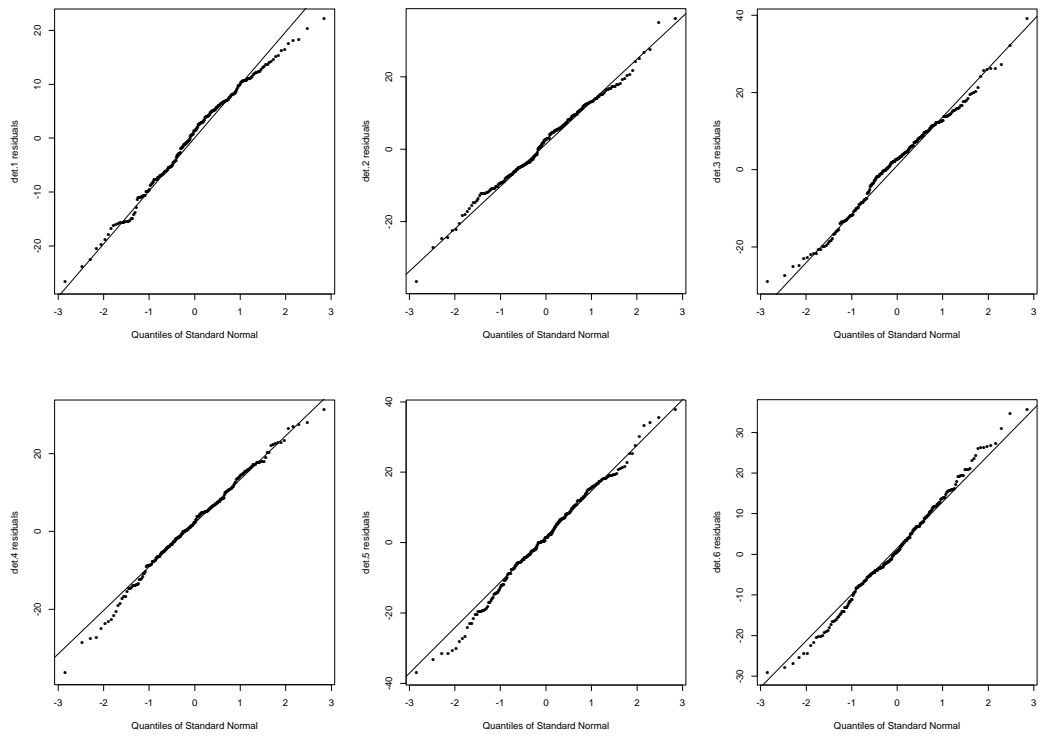 20
10
0
-10
-20
det.1 residuals
-3 -2 -1 0 1 2 3
Quantiles of Standard Normal
20
0
-20
det.2 residuals
-3 -2 -1 0 1 2 3
Quantiles of Standard Normal
40
20
0
-20
det.3 residuals
-3 -2 -1 0 1 2 3
Quantiles of Standard Normal
20
0
-20
det.4 residuals
-3 -2 -1 0 1 2 3
Quantiles of Standard Normal
40
20
0
-20
-40
det.5 residuals
-3 -2 -1 0 1 2 3
Quantiles of Standard Normal
30
20
10
0
-10
-20
-30
det.6 residuals
-3 -2 -1 0 1 2 3
Quantiles of Standard Normal